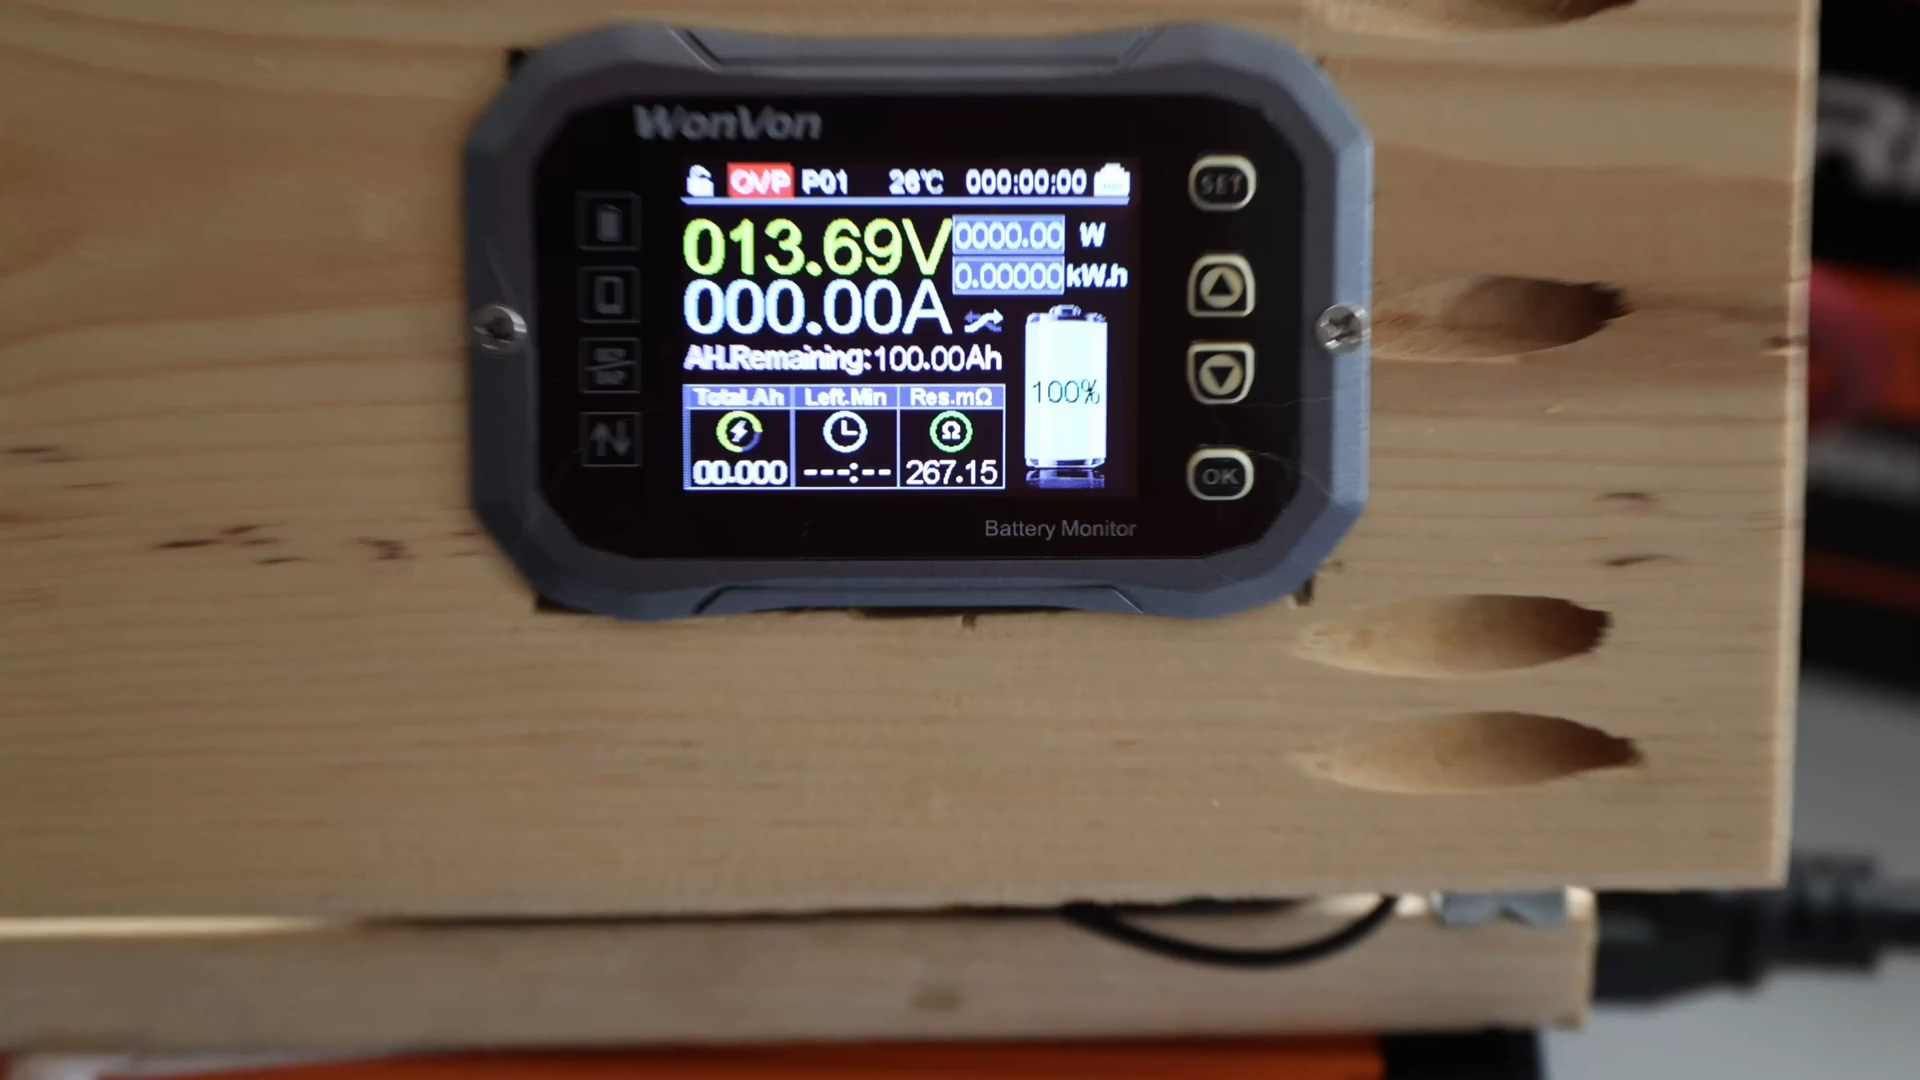 WonVon
OVP P01 26℃ 000:00:00
013.69V 0000.00 W
0.00000 kW.h
000.00A
AH.Remaining:100.00Ah
100%
Total.Ah Left.Min Res.mΩ
Ω
00.000 ---:-- 267.15
Battery Monitor
SET
OK